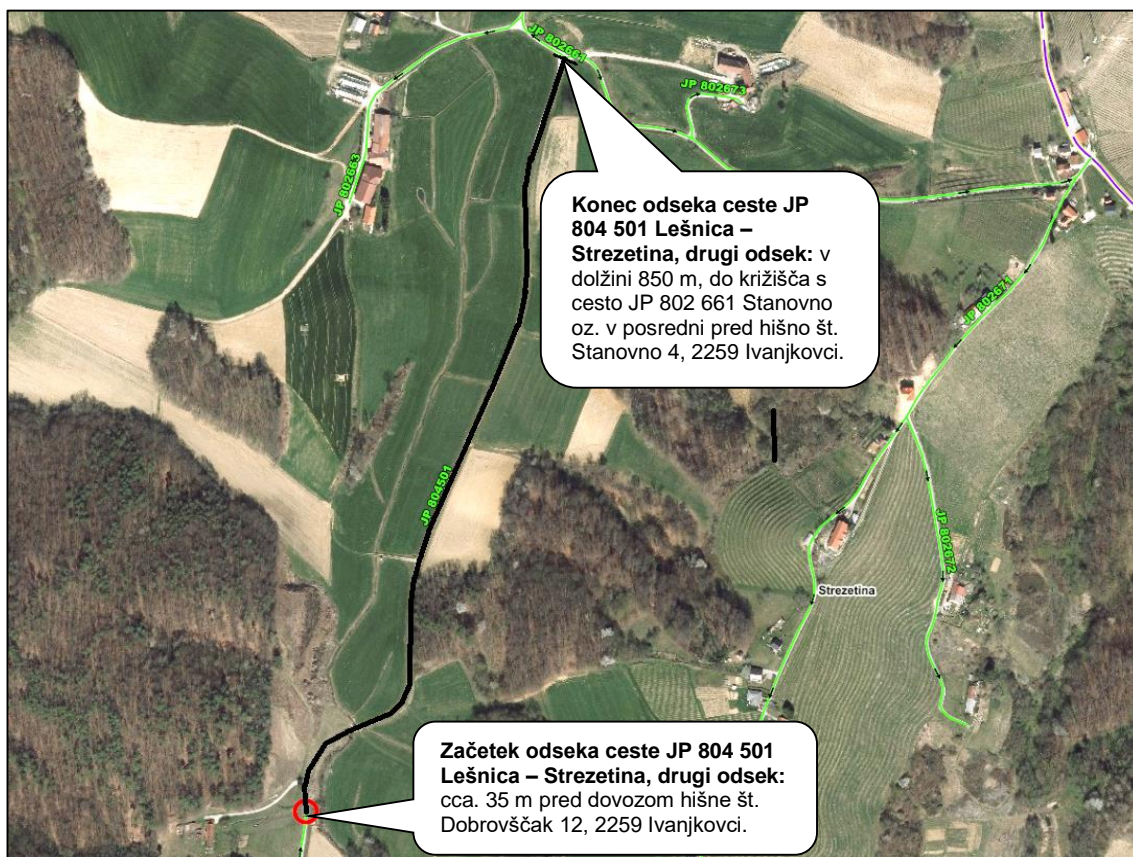 JP 802661
JP 802673
JP 802663
Konec odseka ceste JP
804 501 Lešnica –
Strezetina, drugi odsek: v
dolžini 850 m, do križišča s
cesto JP 802 661 Stanovno
oz. v posredni pred hišno št.
Stanovno 4, 2259 Ivanjkovci.
JP 802671
JP 804501
JP 802672
Strezetina
Začetek odseka ceste JP 804 501
Lešnica – Strezetina, drugi odsek:
cca. 35 m pred dovozom hišne št.
Dobrovščak 12, 2259 Ivanjkovci.